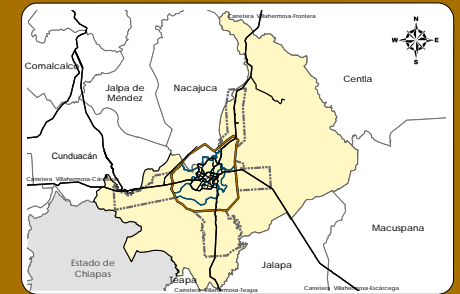 Carretera Villahermosa-Frontera
N
W E
S
Comalcalco
Centla
Jalpa de
Méndez
Nacajuca
Cunduacán
Carretera Villahermosa-Cár
Macuspana
Estado de
Chiapas
Jalapa
Teapa
Carretera Villahermosa-Teapa
Carretera Villahermosa-Escárcega